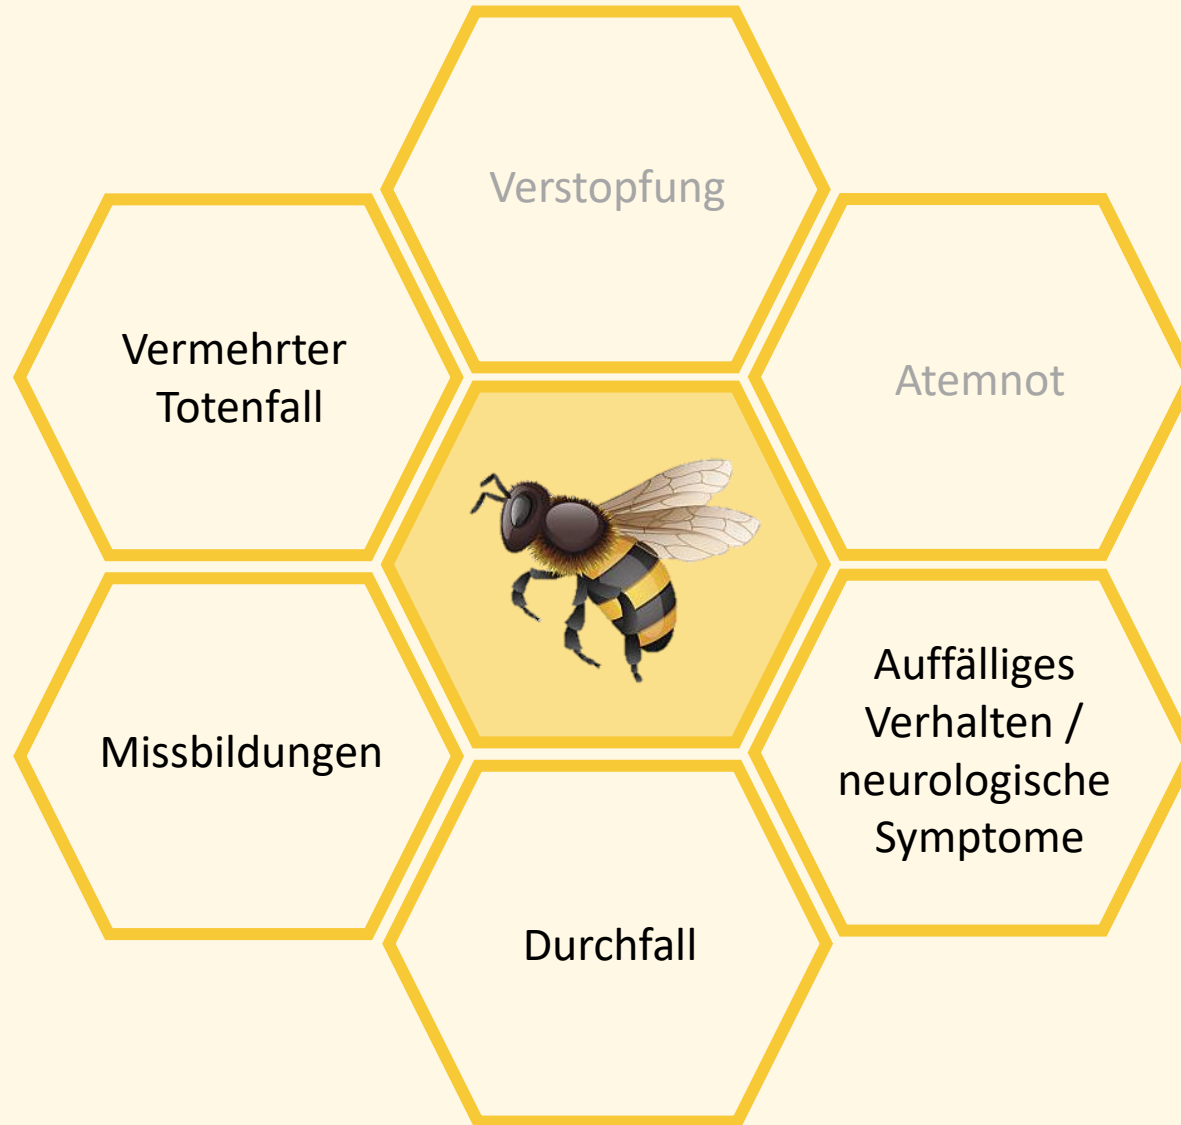 Verstopfung
Vermehrter
Totenfall
Atemnot
Missbildungen
Auffälliges
Verhalten /
neurologische
Symptome
Durchfall